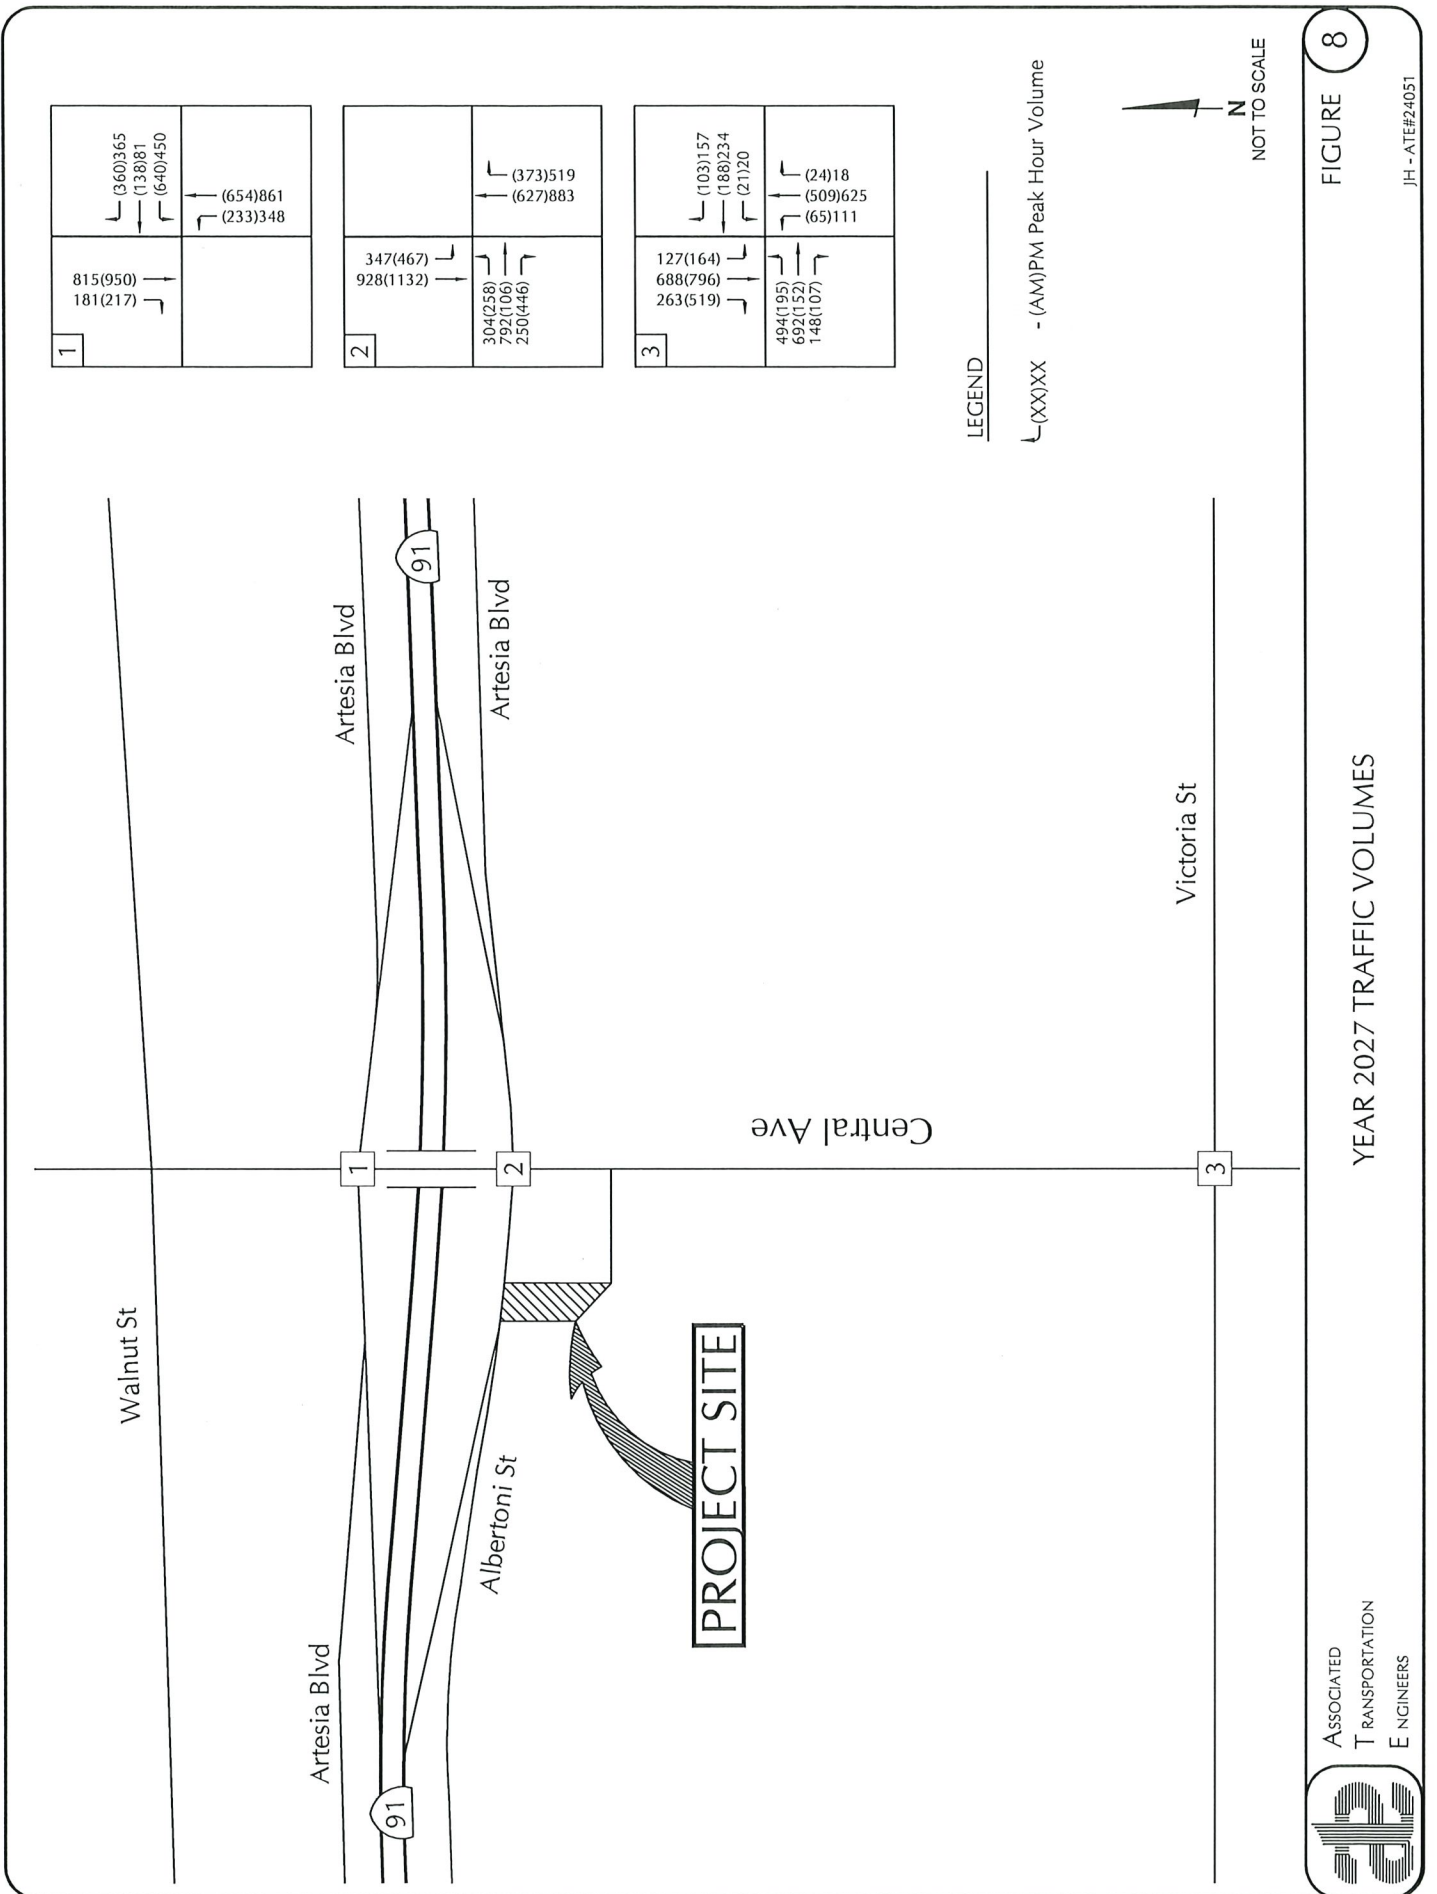 Walnut St
Artesia Blvd
Artesia Blvd
91
91
Albertoni St
Artesia Blvd
1
2
3
Central Ave
Victoria St
PROJECT SITE
1
815(950)
181(217)
(360)365
(138)81
(640)450
(654)861
(233)348
2
347(467)
928(1132)
304(258)
792(106)
250(446)
(373)519
(627)883
3
127(164)
688(796)
263(519)
(103)157
(188)234
(21)20
494(195)
692(152)
148(107)
(24)18
(509)625
(65)111
LEGEND
(XX)XX - (AM)PM Peak Hour Volume
N
NOT TO SCALE
ate
ASSOCIATED
TRANSPORTATION
ENGINEERS
YEAR 2027 TRAFFIC VOLUMES
FIGURE 8
JH - ATE#24051